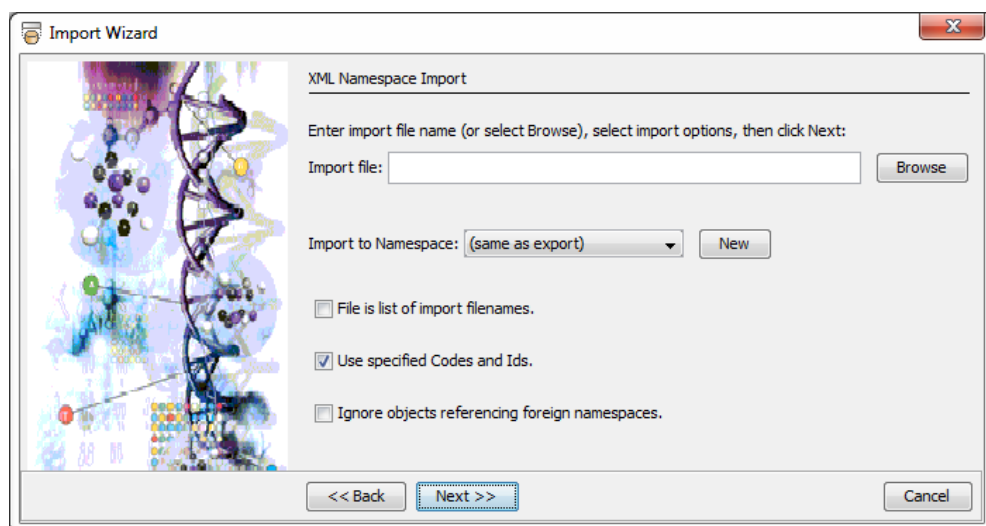 Import Wizard
XML Namespace Import
Enter import file name (or select Browse), select import options, then click Next:
Import file:
Browse
Import to Namespace: (same as export) New
File is list of import filenames.
Use specified Codes and Ids.
Ignore objects referencing foreign namespaces.
<< Back Next >> Cancel